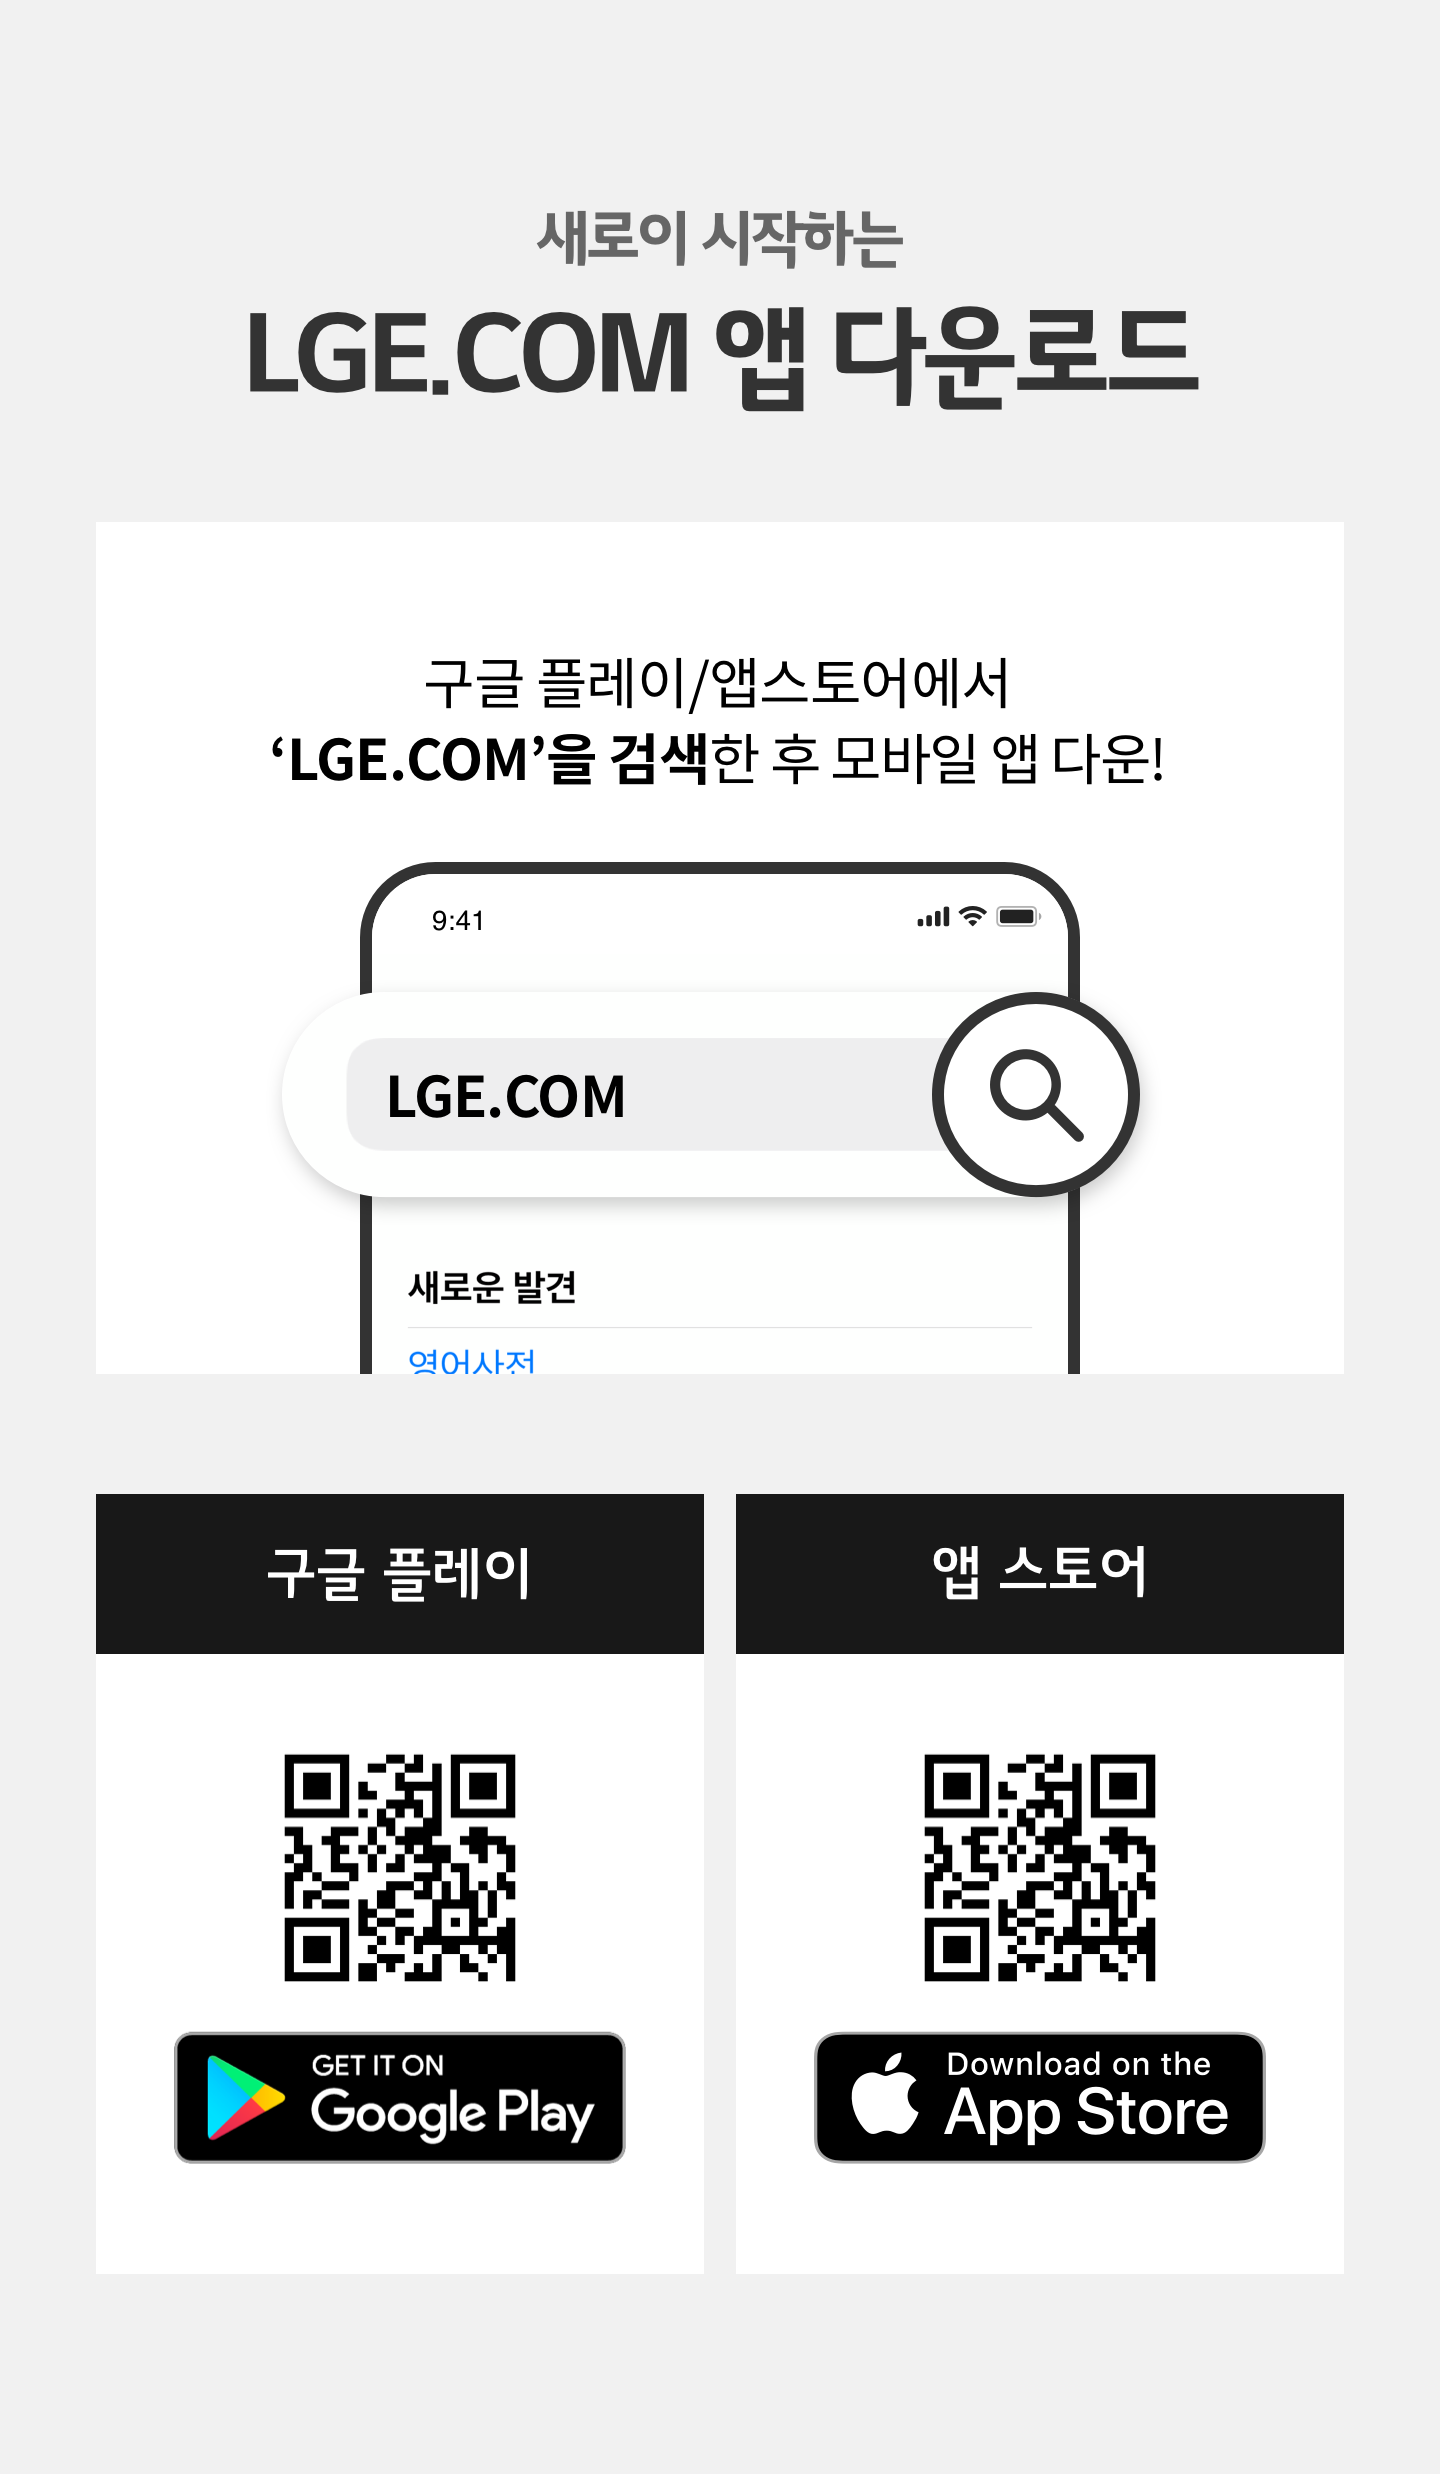 새로이 시작하는
LGE.COM 앱 다운로드
구글 플레이/앱스토어에서
‘LGE.COM’을 검색한 후 모바일 앱 다운!
9:41
LGE.COM
새로운 발견
영어사전
구글 플레이
앱 스토어
GET IT ON
Google Play
Download on the
App Store